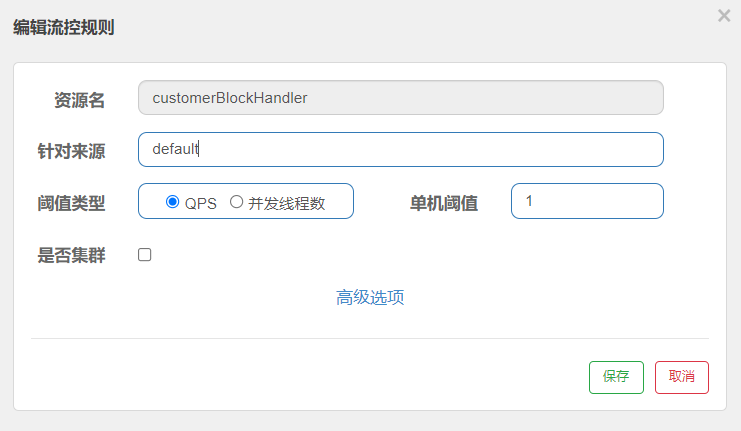 编辑流控规则
×
资源名 customerBlockHandler
针对来源 default
阈值类型 QPS 并发线程数 单机阈值 1
是否集群
高级选项
保存 取消